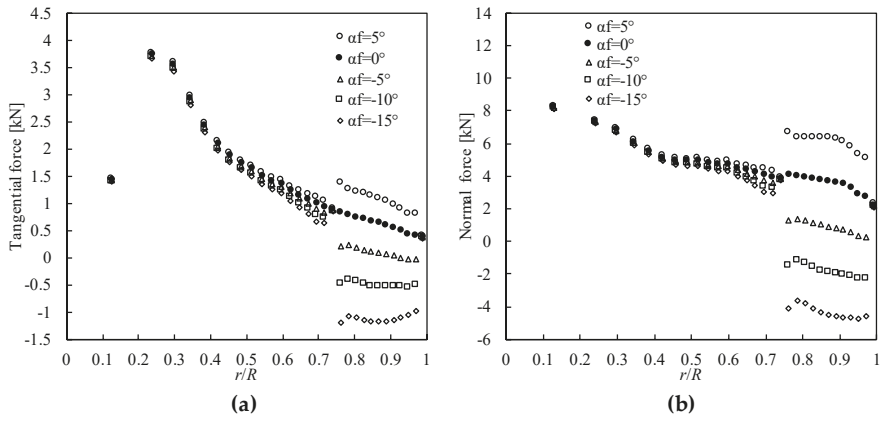 4.5
4
3.5
3
2.5
2
1.5
1
0.5
0
-0.5
-1
-1.5
Tangential force [kN]
αf=5°
αf=0°
αf=-5°
αf=-10°
αf=-15°
0 0.1 0.2 0.3 0.4 0.5 0.6 0.7 0.8 0.9 1
r/R
(a)
14
12
10
8
6
4
2
0
-2
-4
-6
Normal force [kN]
αf=5°
αf=0°
αf=-5°
αf=-10°
αf=-15°
0 0.1 0.2 0.3 0.4 0.5 0.6 0.7 0.8 0.9 1
r/R
(b)